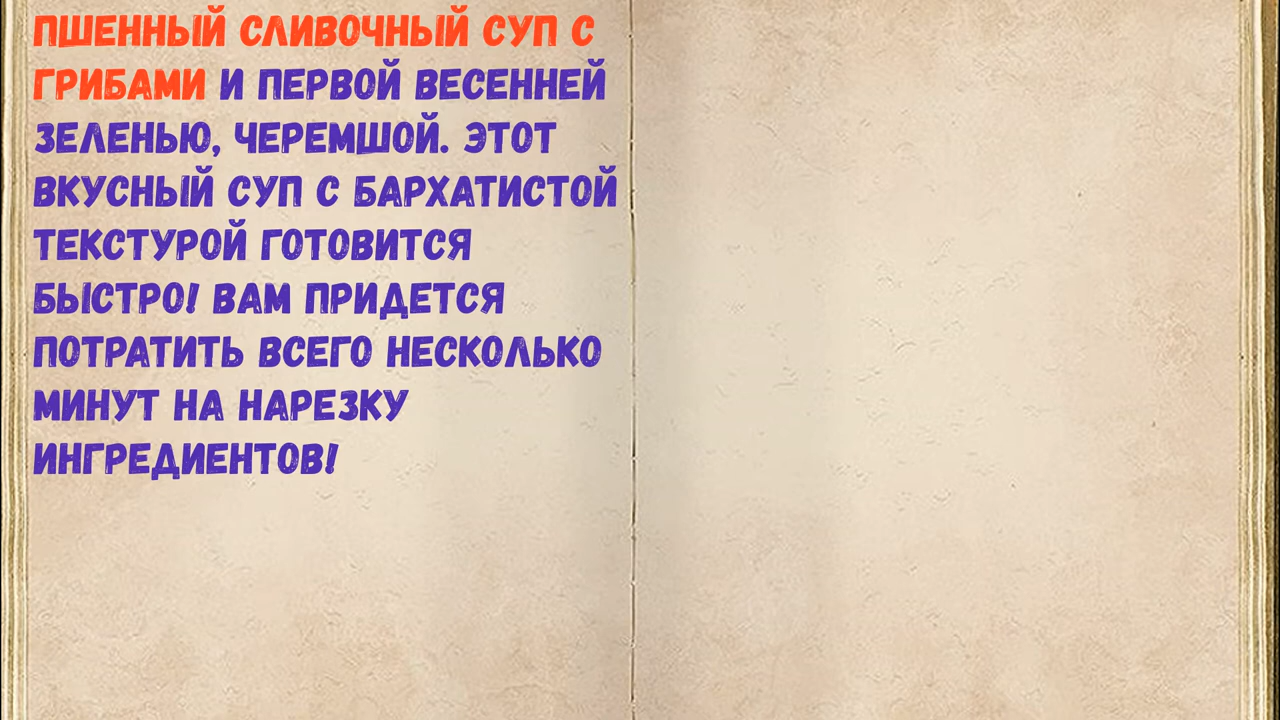 ПШЕННЫЙ СЛИВОЧНЫЙ СУП С
ГРИБАМИ И ПЕРВОЙ ВЕСЕННЕЙ
ЗЕЛЕНЬЮ, ЧЕРЕМШОЙ. ЭТОТ
ВКУСНЫЙ СУП С БАРХАТИСТОЙ
ТЕКСТУРОЙ ГОТОВИТСЯ
БЫСТРО! ВАМ ПРИДЕТСЯ
ПОТРАТИТЬ ВСЕГО НЕСКОЛЬКО
МИНУТ НА НАРЕЗКУ
ИНГРЕДИЕНТОВ!